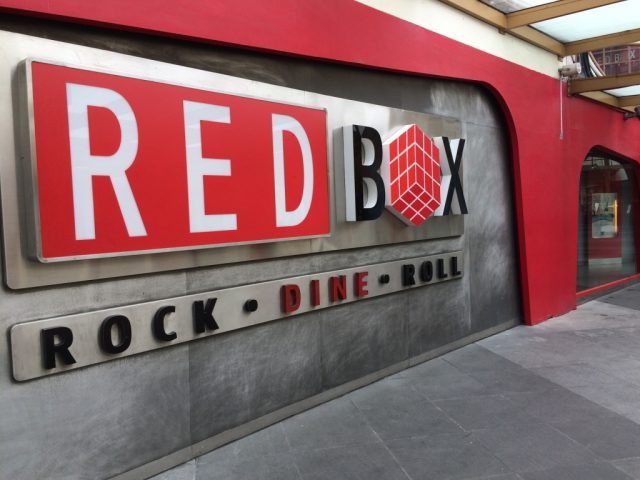 RED BOX
ROCK • DINE • ROLL